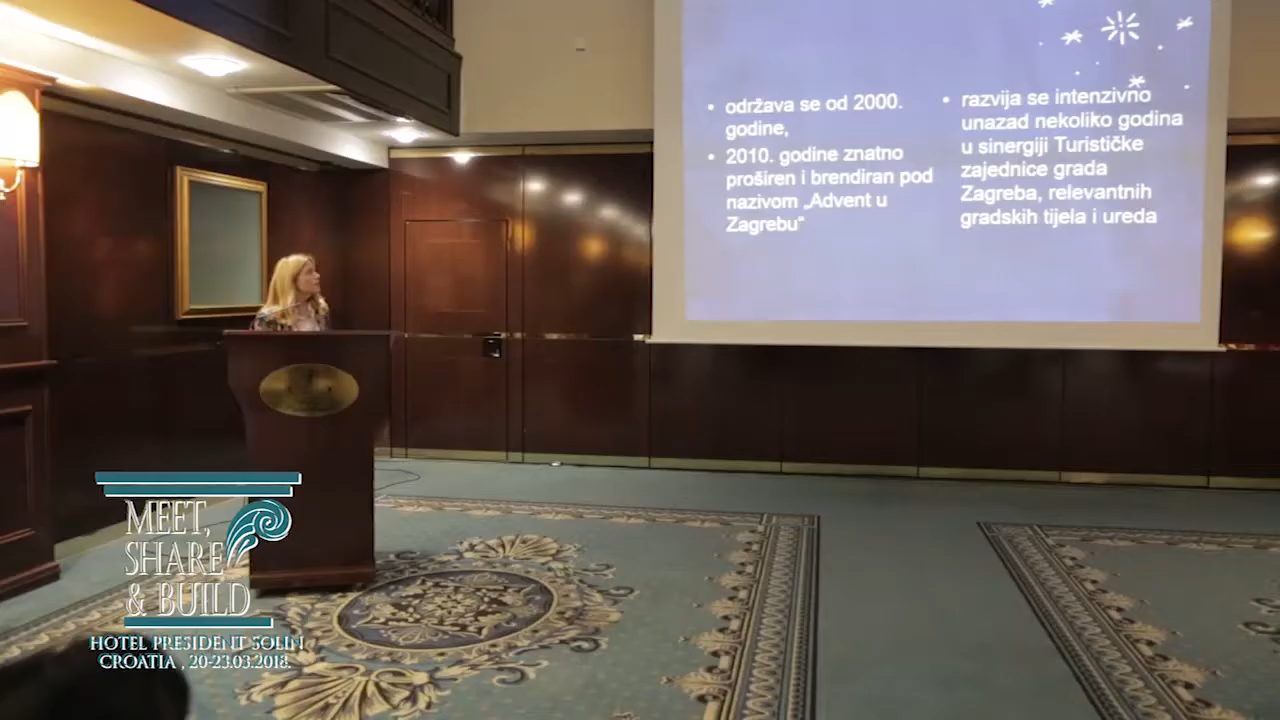 • održava se od 2000.
godine,
• 2010. godine znatno
proširen i brendiran pod
nazivom „Advent u
Zagrebu“
• razvija se intenzivno
unazad nekoliko godina
u sinergiji Turističke
zajednice grada
Zagreba, relevantnih
gradskih tijela i ureda
MEET,
SHARE
& BUILD
HOTEL PRESIDENT SOLIN
CROATIA , 20-23.03.2018.